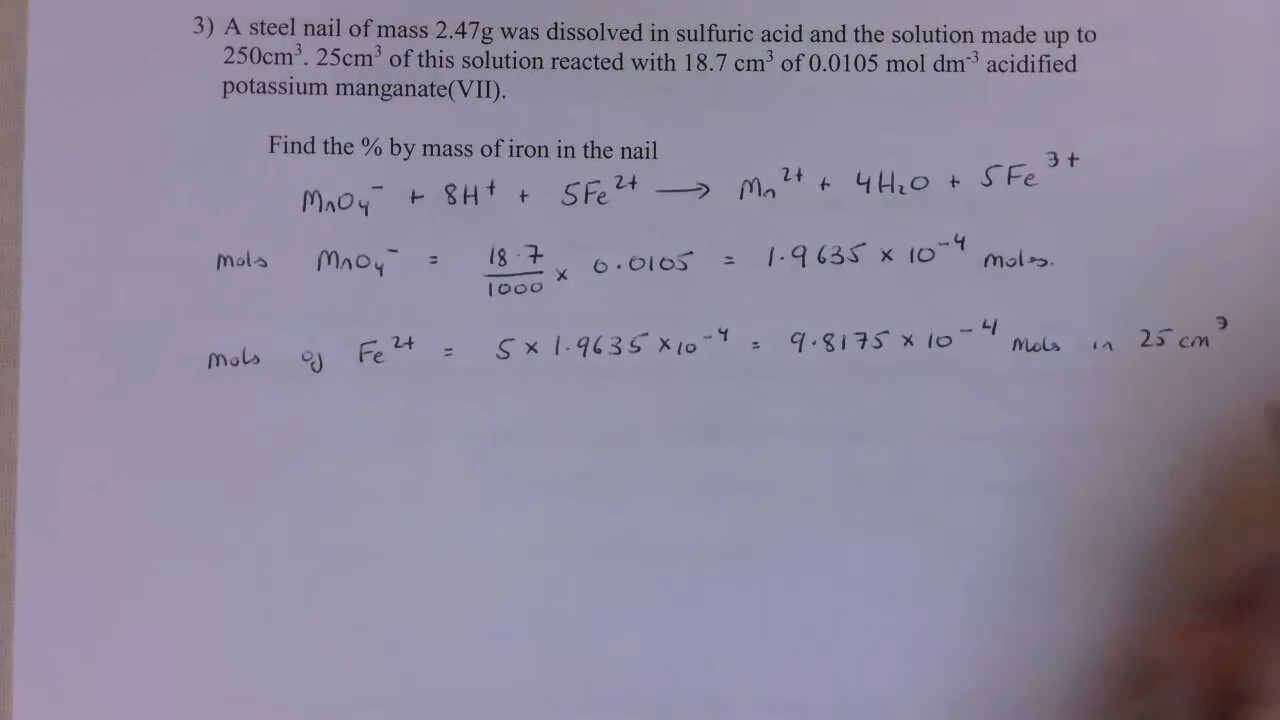 3) A steel nail of mass 2.47g was dissolved in sulfuric acid and the solution made up to
250cm³. 25cm³ of this solution reacted with 18.7 cm³ of 0.0105 mol dm⁻³ acidified
potassium manganate(VII).
Find the % by mass of iron in the nail
MnO₄⁻ + 8H⁺ + 5Fe²⁺ → Mn²⁺ + 4H₂O + 5Fe³⁺
mols MnO₄⁻ = 18.7/1000 × 0.0105 = 1.9635 × 10⁻⁴ moles.
mols of Fe²⁺ = 5 × 1.9635 × 10⁻⁴ = 9.8175 × 10⁻⁴ mols in 25 cm³